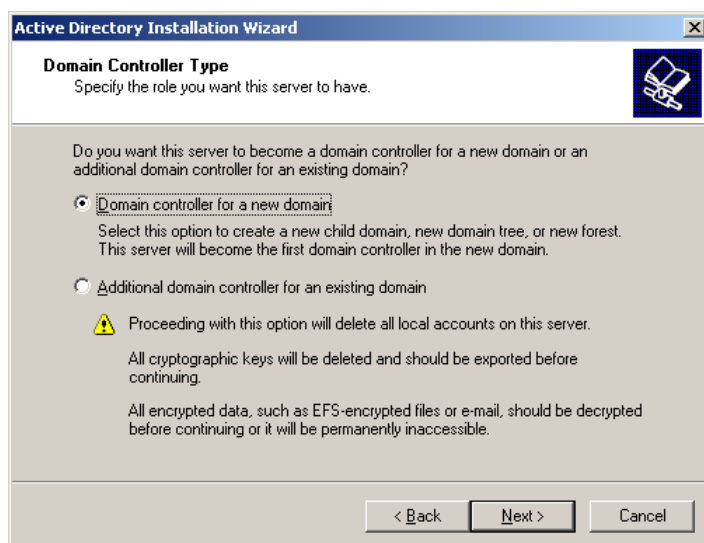 Active Directory Installation Wizard
Domain Controller Type
Specify the role you want this server to have.
Do you want this server to become a domain controller for a new domain or an
additional domain controller for an existing domain?
Domain controller for a new domain
Select this option to create a new child domain, new domain tree, or new forest.
This server will become the first domain controller in the new domain.
Additional domain controller for an existing domain
Proceeding with this option will delete all local accounts on this server.
All cryptographic keys will be deleted and should be exported before
continuing.
All encrypted data, such as EFS-encrypted files or e-mail, should be decrypted
before continuing or it will be permanently inaccessible.
< Back Next > Cancel